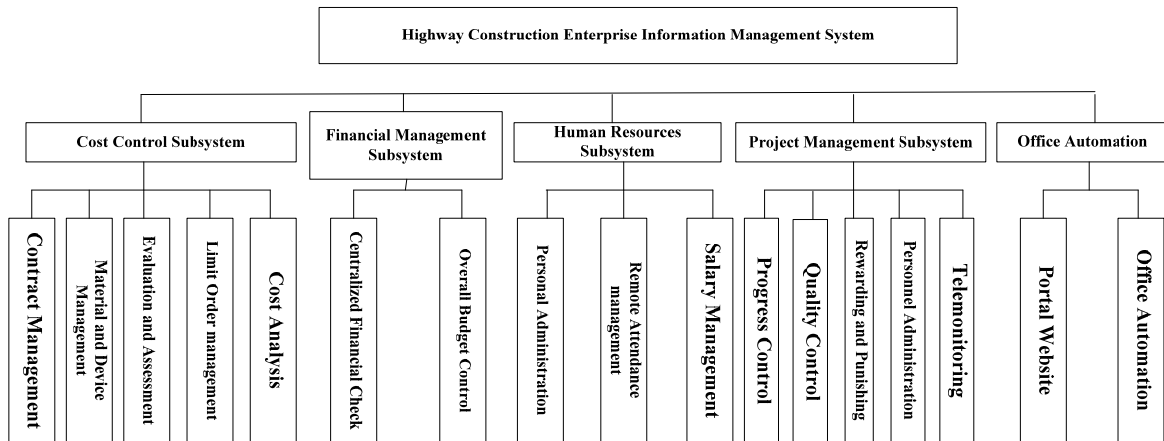 Highway Construction Enterprise Information Management System
Cost Control Subsystem
Financial Management
Subsystem
Human Resources
Subsystem
Project Management Subsystem
Office Automation
Contract Management
Material and Device
Management
Evaluation and Assessment
Limit Order management
Cost Analysis
Centralized Financial Check
Overall Budget Control
Personal Administration
Remote Attendance
management
Salary Management
Progress Control
Quality Control
Rewarding and Punishing
Personnel Administration
Telemonitoring
Portal Website
Office Automation